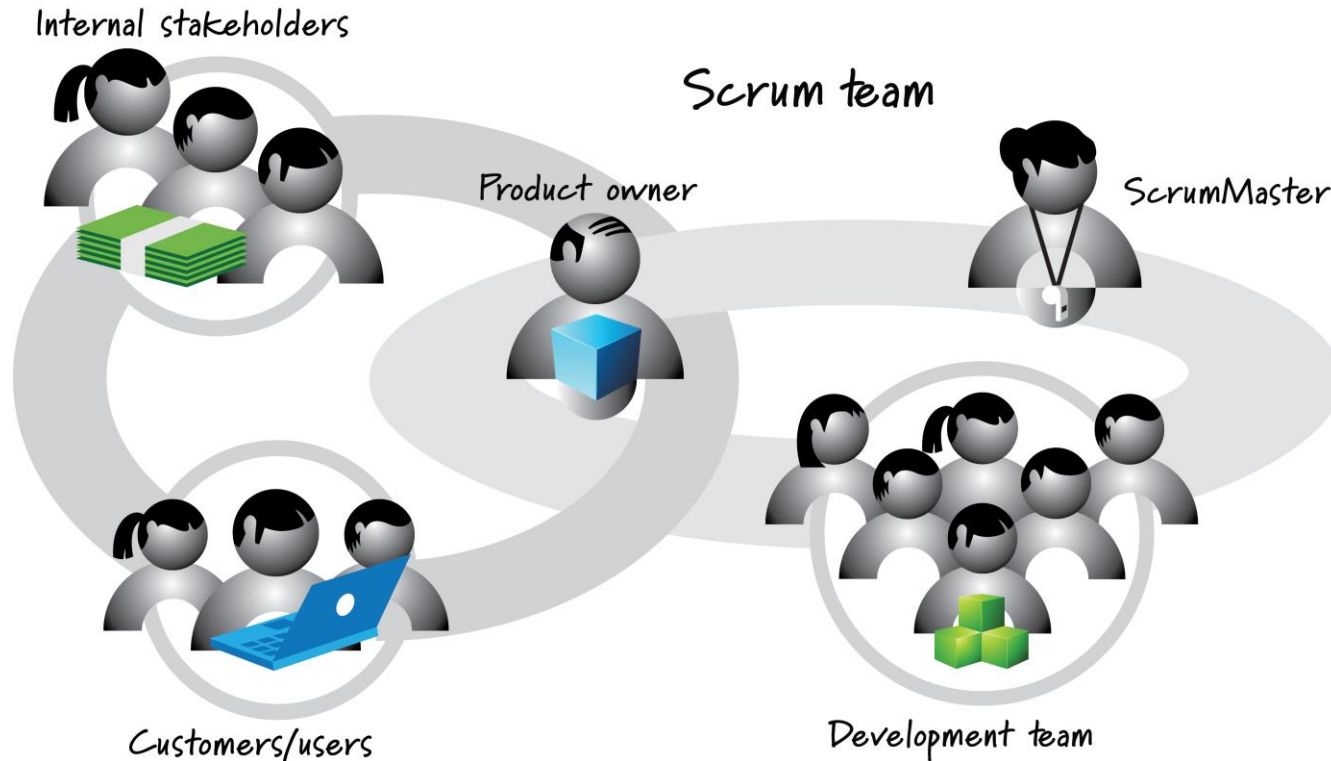 Internal stakeholders
Scrum team
Product owner
ScrumMaster
Customers/users
Development team